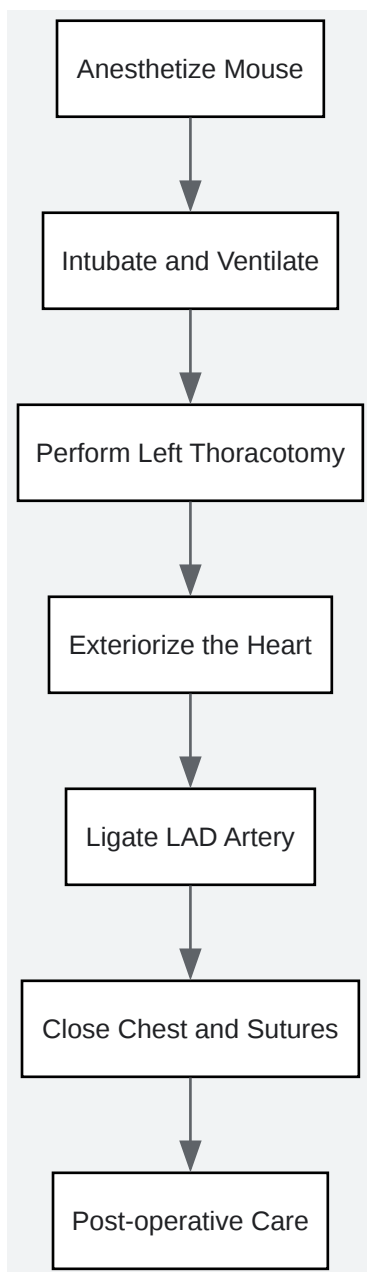 Anesthetize Mouse
Intubate and Ventilate
Perform Left Thoracotomy
Exteriorize the Heart
Ligate LAD Artery
Close Chest and Sutures
Post-operative Care